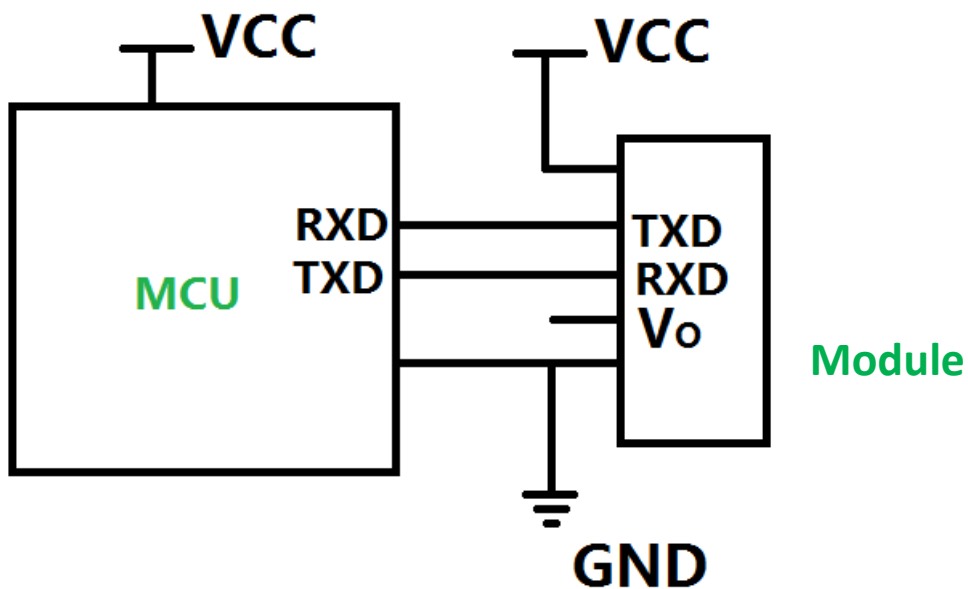 VCC
VCC
RXD
TXD
TXD
RXD
MCU
Vo
Module
GND